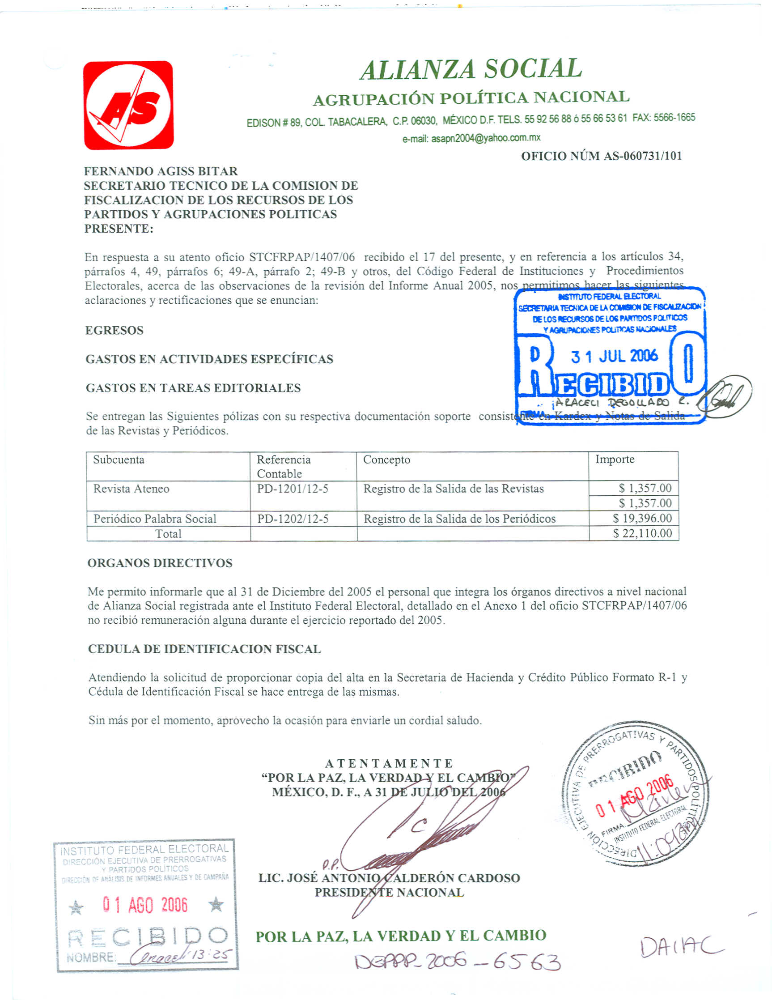 AS
ALIANZA SOCIAL
AGRUPACIÓN POLÍTICA NACIONAL
EDISON # 89, COL. TABACALERA, C.P. 06030, MÉXICO D.F. TELS. 55 92 56 88 ó 55 66 53 61 FAX: 5566-1665
e-mail: asapn2004@yahoo.com.mx
OFICIO NÚM AS-060731/101
FERNANDO AGISS BITAR
SECRETARIO TECNICO DE LA COMISION DE
FISCALIZACION DE LOS RECURSOS DE LOS
PARTIDOS Y AGRUPACIONES POLITICAS
PRESENTE:
En respuesta a su atento oficio STCFRPAP/1407/06 recibido el 17 del presente, y en referencia a los artículos 34,
párrafos 4, 49, párrafos 6; 49-A, párrafo 2; 49-B y otros, del Código Federal de Instituciones y Procedimientos
Electorales, acerca de las observaciones de la revisión del Informe Anual 2005, nos permitimos hacer las siguientes
aclaraciones y rectificaciones que se enuncian:
INSTITUTO FEDERAL ELECTORAL
SECRETARIA TECNICA DE LA COMISION DE FISCALIZACION
DE LOS RECURSOS DE LOS PARTIDOS POLITICOS
Y AGRUPACIONES POLITICAS NACIONALES
31 JUL 2006
RECIBIDO
ARACELI DEGOLLADO R.
FIRMA
EGRESOS
GASTOS EN ACTIVIDADES ESPECÍFICAS
GASTOS EN TAREAS EDITORIALES
Se entregan las Siguientes pólizas con su respectiva documentación soporte consistente en Kardex y Notas de Salida
de las Revistas y Periódicos.
Subcuenta Referencia Contable Concepto Importe
Revista Ateneo PD-1201/12-5 Registro de la Salida de las Revistas $ 1,357.00
$ 1,357.00
Periódico Palabra Social PD-1202/12-5 Registro de la Salida de los Periódicos $ 19,396.00
Total $ 22,110.00
ORGANOS DIRECTIVOS
Me permito informarle que al 31 de Diciembre del 2005 el personal que integra los órganos directivos a nivel nacional
de Alianza Social registrada ante el Instituto Federal Electoral, detallado en el Anexo 1 del oficio STCFRPAP/1407/06
no recibió remuneración alguna durante el ejercicio reportado del 2005.
CEDULA DE IDENTIFICACION FISCAL
Atendiendo la solicitud de proporcionar copia del alta en la Secretaria de Hacienda y Crédito Público Formato R-1 y
Cédula de Identificación Fiscal se hace entrega de las mismas.
Sin más por el momento, aprovecho la ocasión para enviarle un cordial saludo.
ATENTAMENTE
“POR LA PAZ, LA VERDAD Y EL CAMBIO”
MÉXICO, D. F., A 31 DE JULIO DEL 2006
P.P.
LIC. JOSÉ ANTONIO CALDERÓN CARDOSO
PRESIDENTE NACIONAL
DIRECCIÓN EJECUTIVA DE PRERROGATIVAS Y PARTIDOS POLÍTICOS
RECIBIDO
01 AGO 2006
FIRMA
INSTITUTO FEDERAL ELECTORAL
INSTITUTO FEDERAL ELECTORAL
DIRECCIÓN EJECUTIVA DE PRERROGATIVAS
Y PARTIDOS POLÍTICOS
DIRECCIÓN DE ANÁLISIS DE INFORMES ANUALES Y DE CAMPAÑA
01 AGO 2006
RECIBIDO
NOMBRE: Araceli 13:25
POR LA PAZ, LA VERDAD Y EL CAMBIO
DEPPP-2006-6563
DAIAC